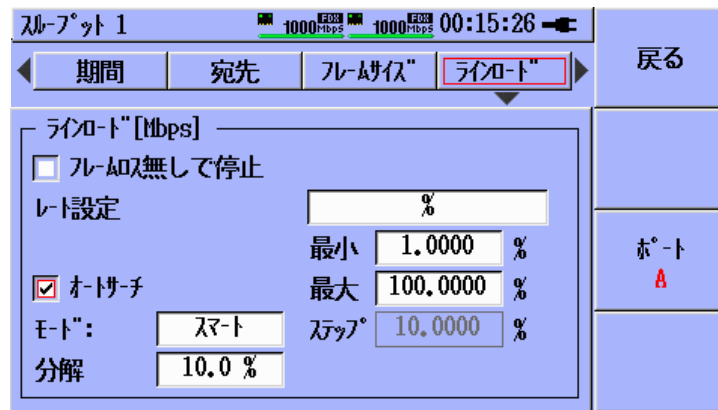 ｽﾙｰﾌﾟｯﾄ 1 1000Mbps FDX 1000Mbps FDX 00:15:26
戻る
期間 宛先 ﾌﾚｰﾑｻｲｽﾞ ﾗｲﾝﾛｰﾄﾞ
ﾗｲﾝﾛｰﾄﾞ[Mbps]
ﾌﾚｰﾑﾛｽ無しで停止
ﾚｰﾄ設定 %
最小 1.0000 %
ﾎﾟｰﾄ
A
ｵｰﾄｻｰﾁ 最大 100.0000 %
ﾓｰﾄﾞ: ｽﾏｰﾄ ｽﾃｯﾌﾟ 10.0000 %
分解 10.0 %